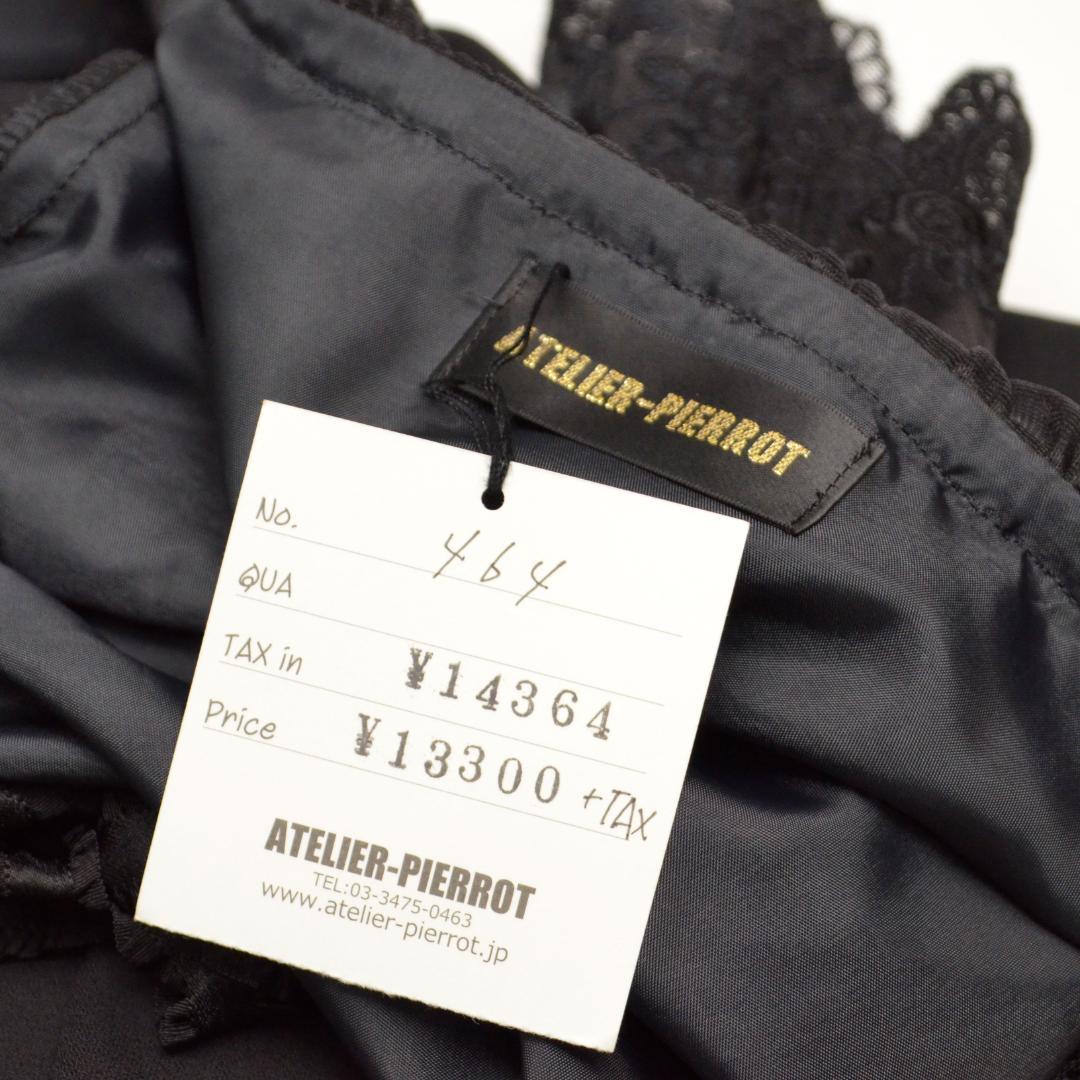 ATELIER-PIERROT
No. 464
QUA
TAX in ¥14364
Price ¥13300 +TAX
ATELIER-PIERROT
TEL:03-3475-0463
www.atelier-pierrot.jp